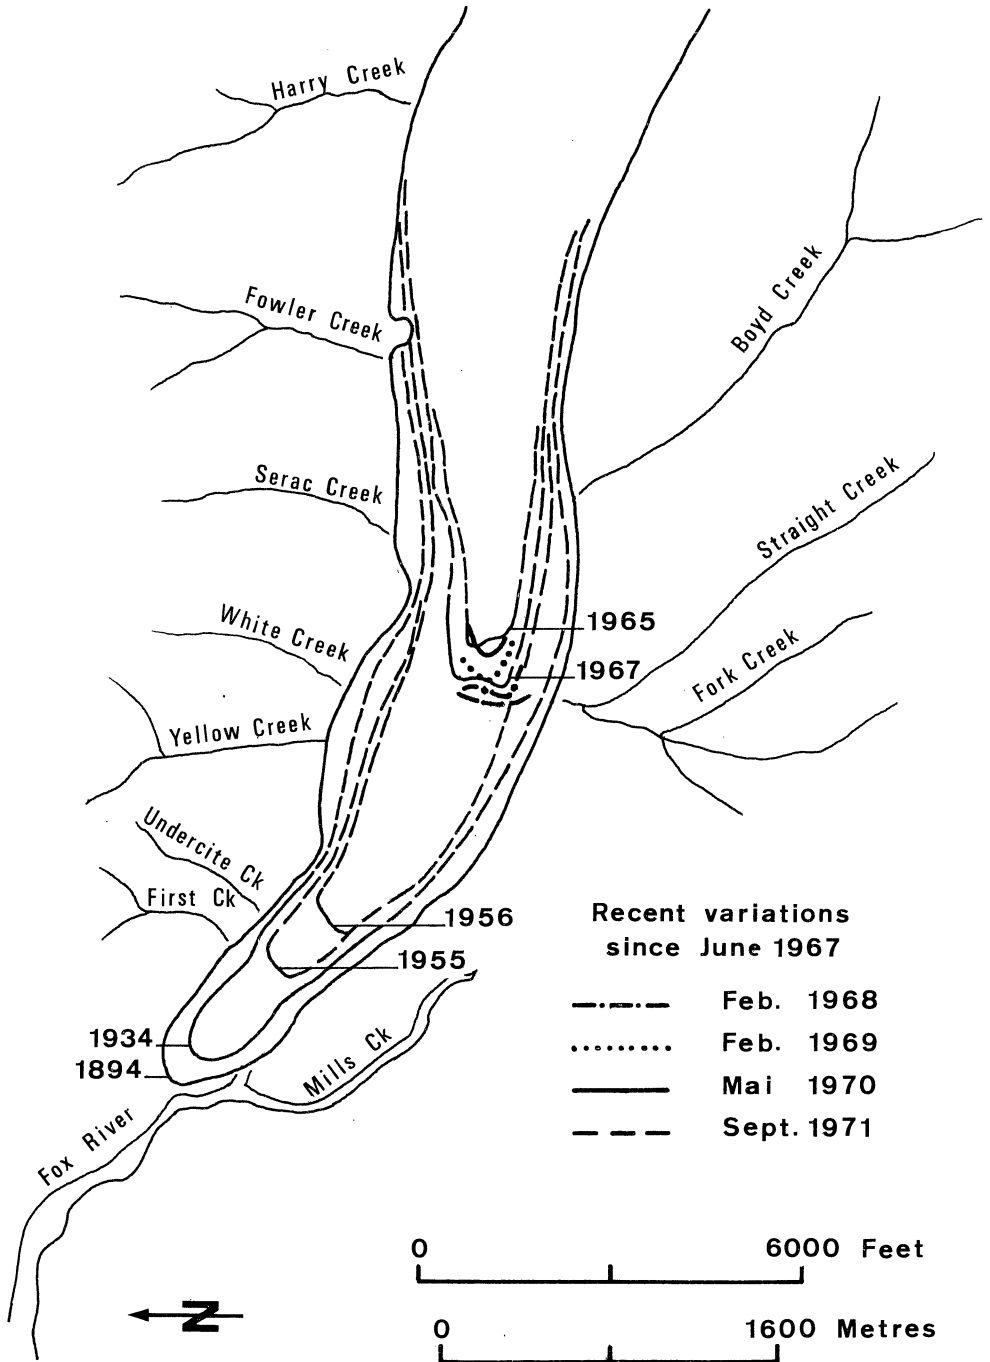 Harry Creek
Fowler Creek
Boyd Creek
Serac Creek
Straight Creek
White Creek
1965
1967
Fork Creek
Yellow Creek
Undercite Ck
First Ck
1956
1955
1934
1894
Mills Ck
Fox River
Recent variations
since June 1967
Feb. 1968
Feb. 1969
Mai 1970
Sept. 1971
0 6000 Feet
N
0 1600 Metres